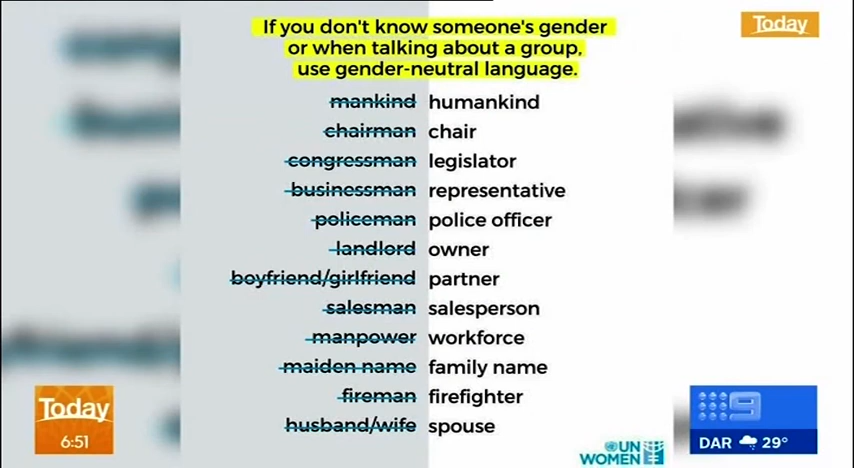 If you don't know someone's gender
or when talking about a group,
use gender-neutral language.
Today
mankind humankind
chairman chair
congressman legislator
businessman representative
policeman police officer
landlord owner
boyfriend/girlfriend partner
salesman salesperson
manpower workforce
maiden name family name
fireman firefighter
husband/wife spouse
Today
6:51
UN
WOMEN
9
DAR 29°